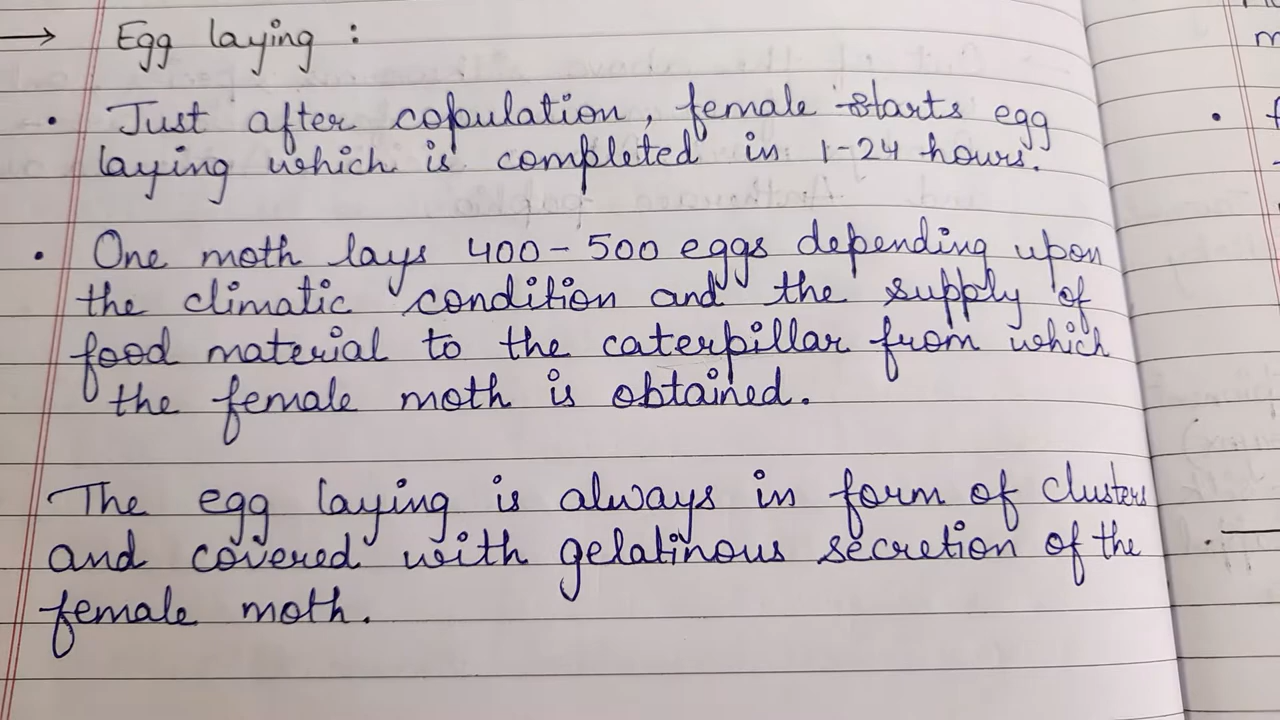 → Egg laying :
• Just after copulation, female starts egg
laying which is completed in 1-24 hours.
• One moth lays 400-500 eggs depending upon
the climatic condition and the supply of
food material to the caterpillar from which
the female moth is obtained.
The egg laying is always in form of clusters
and covered with gelatinous secretion of the
female moth.